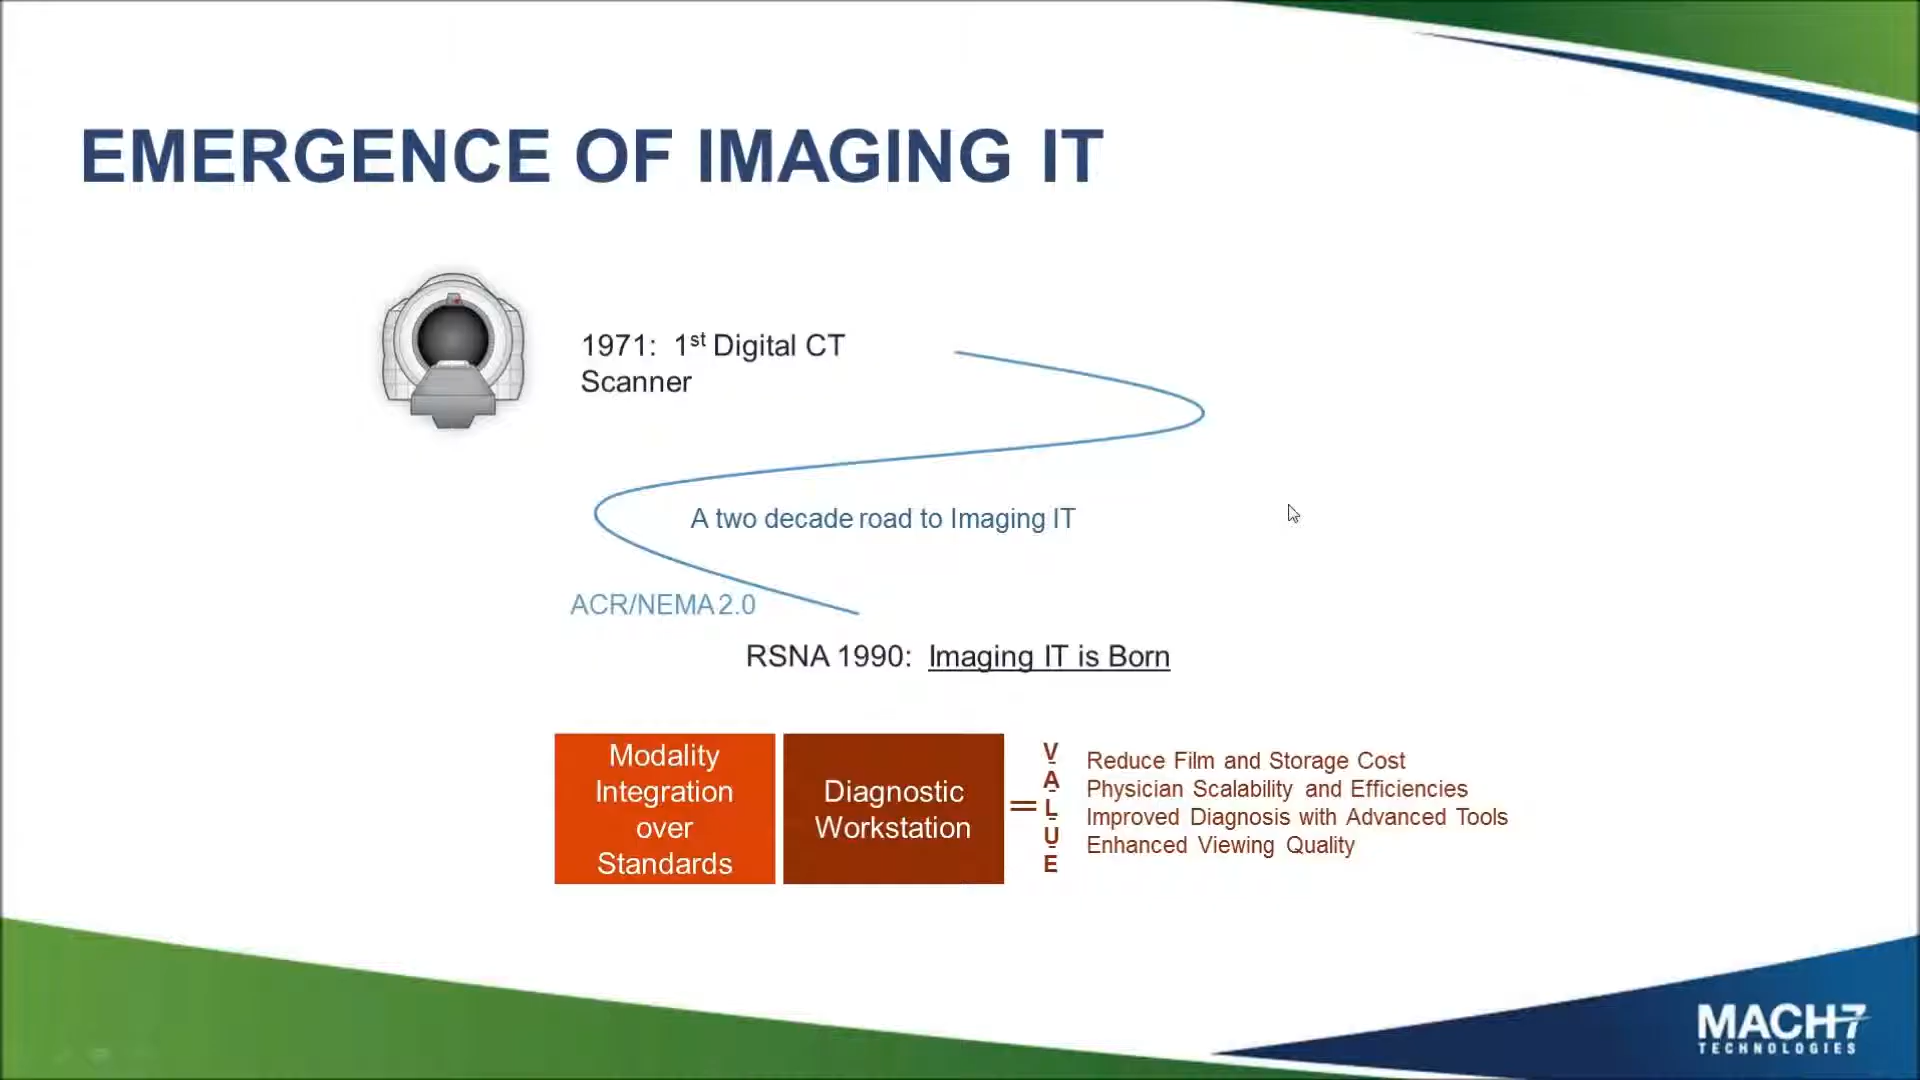 EMERGENCE OF IMAGING IT
1971: 1st Digital CT
Scanner
A two decade road to Imaging IT
ACR/NEMA 2.0
RSNA 1990: Imaging IT is Born
Modality
Integration
over
Standards
Diagnostic
Workstation
=
V
A
L
U
E
Reduce Film and Storage Cost
Physician Scalability and Efficiencies
Improved Diagnosis with Advanced Tools
Enhanced Viewing Quality
MACH7
TECHNOLOGIES